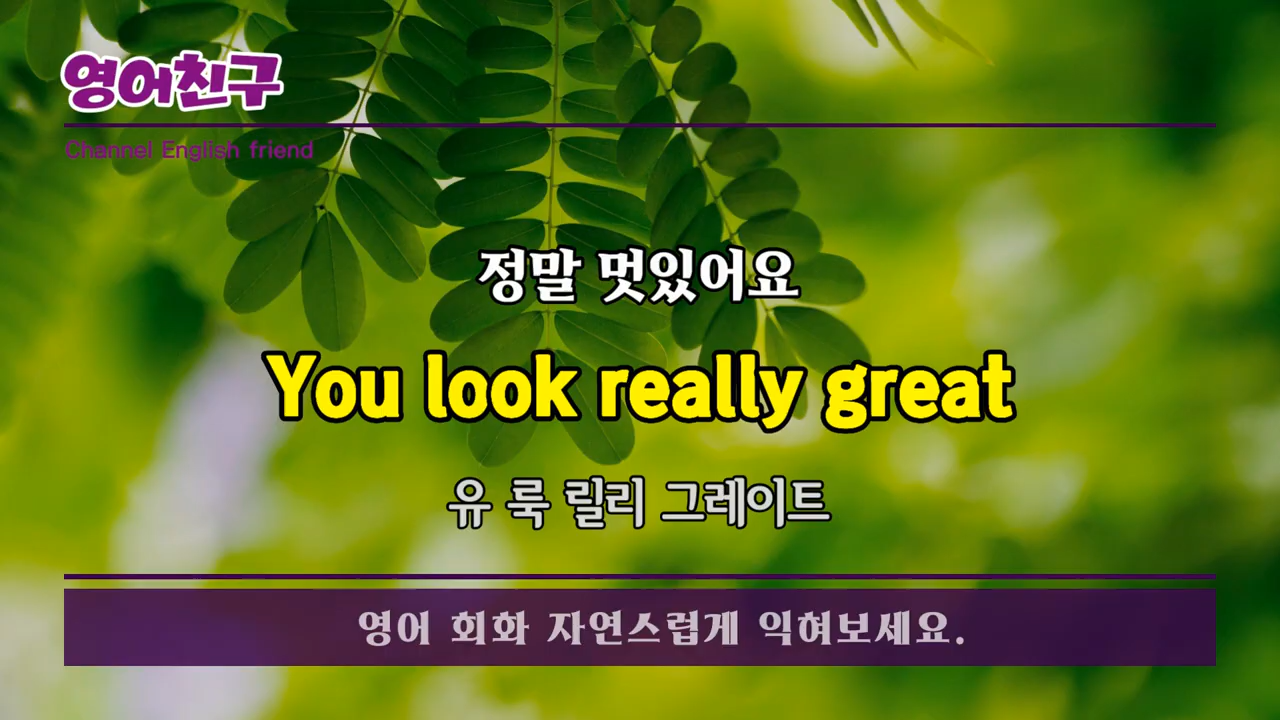 영어친구
Channel English friend
정말 멋있어요
You look really great
유 룩 릴리 그레이트
영어 회화 자연스럽게 익혀보세요.